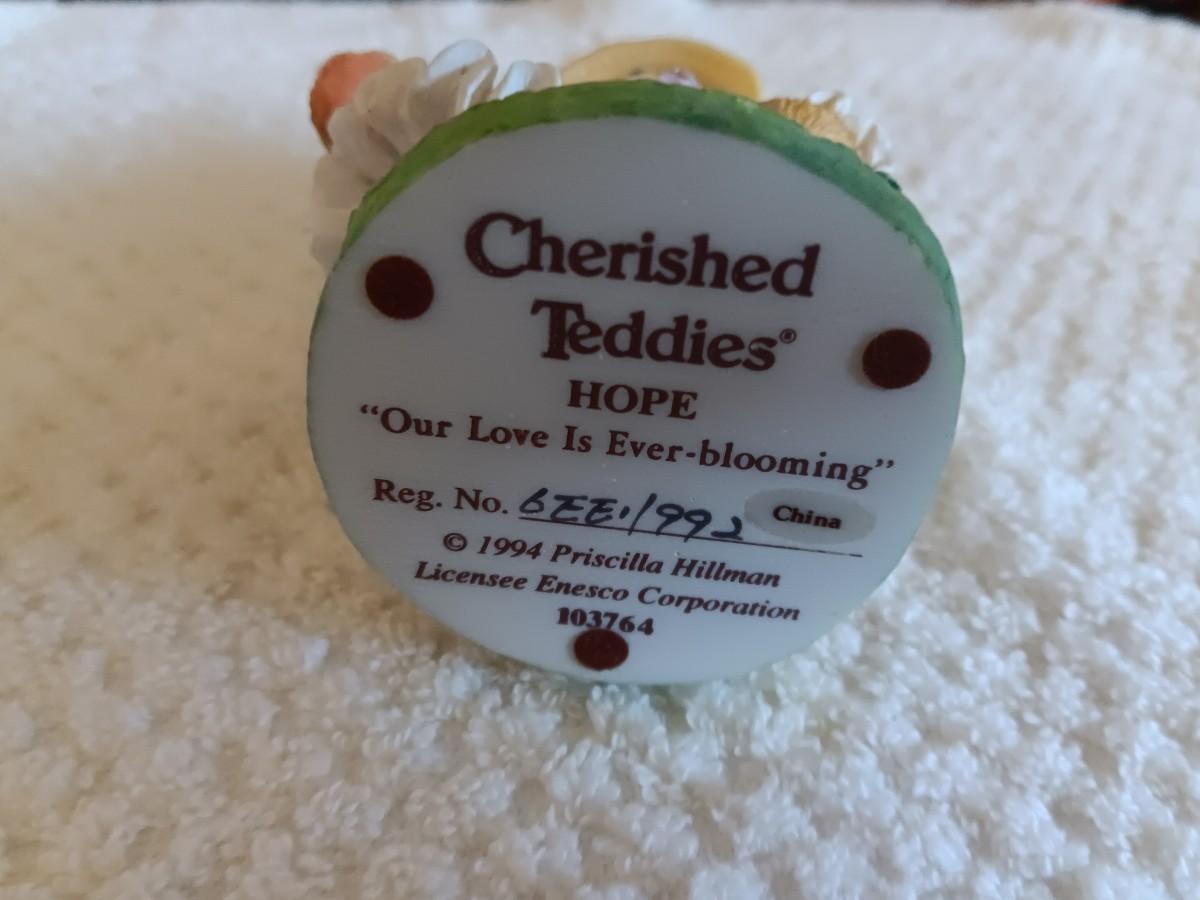 Cherished
Teddies®
HOPE
“Our Love Is Ever-blooming”
Reg. No. 6EE.1992 China
© 1994 Priscilla Hillman
Licensee Enesco Corporation
103764